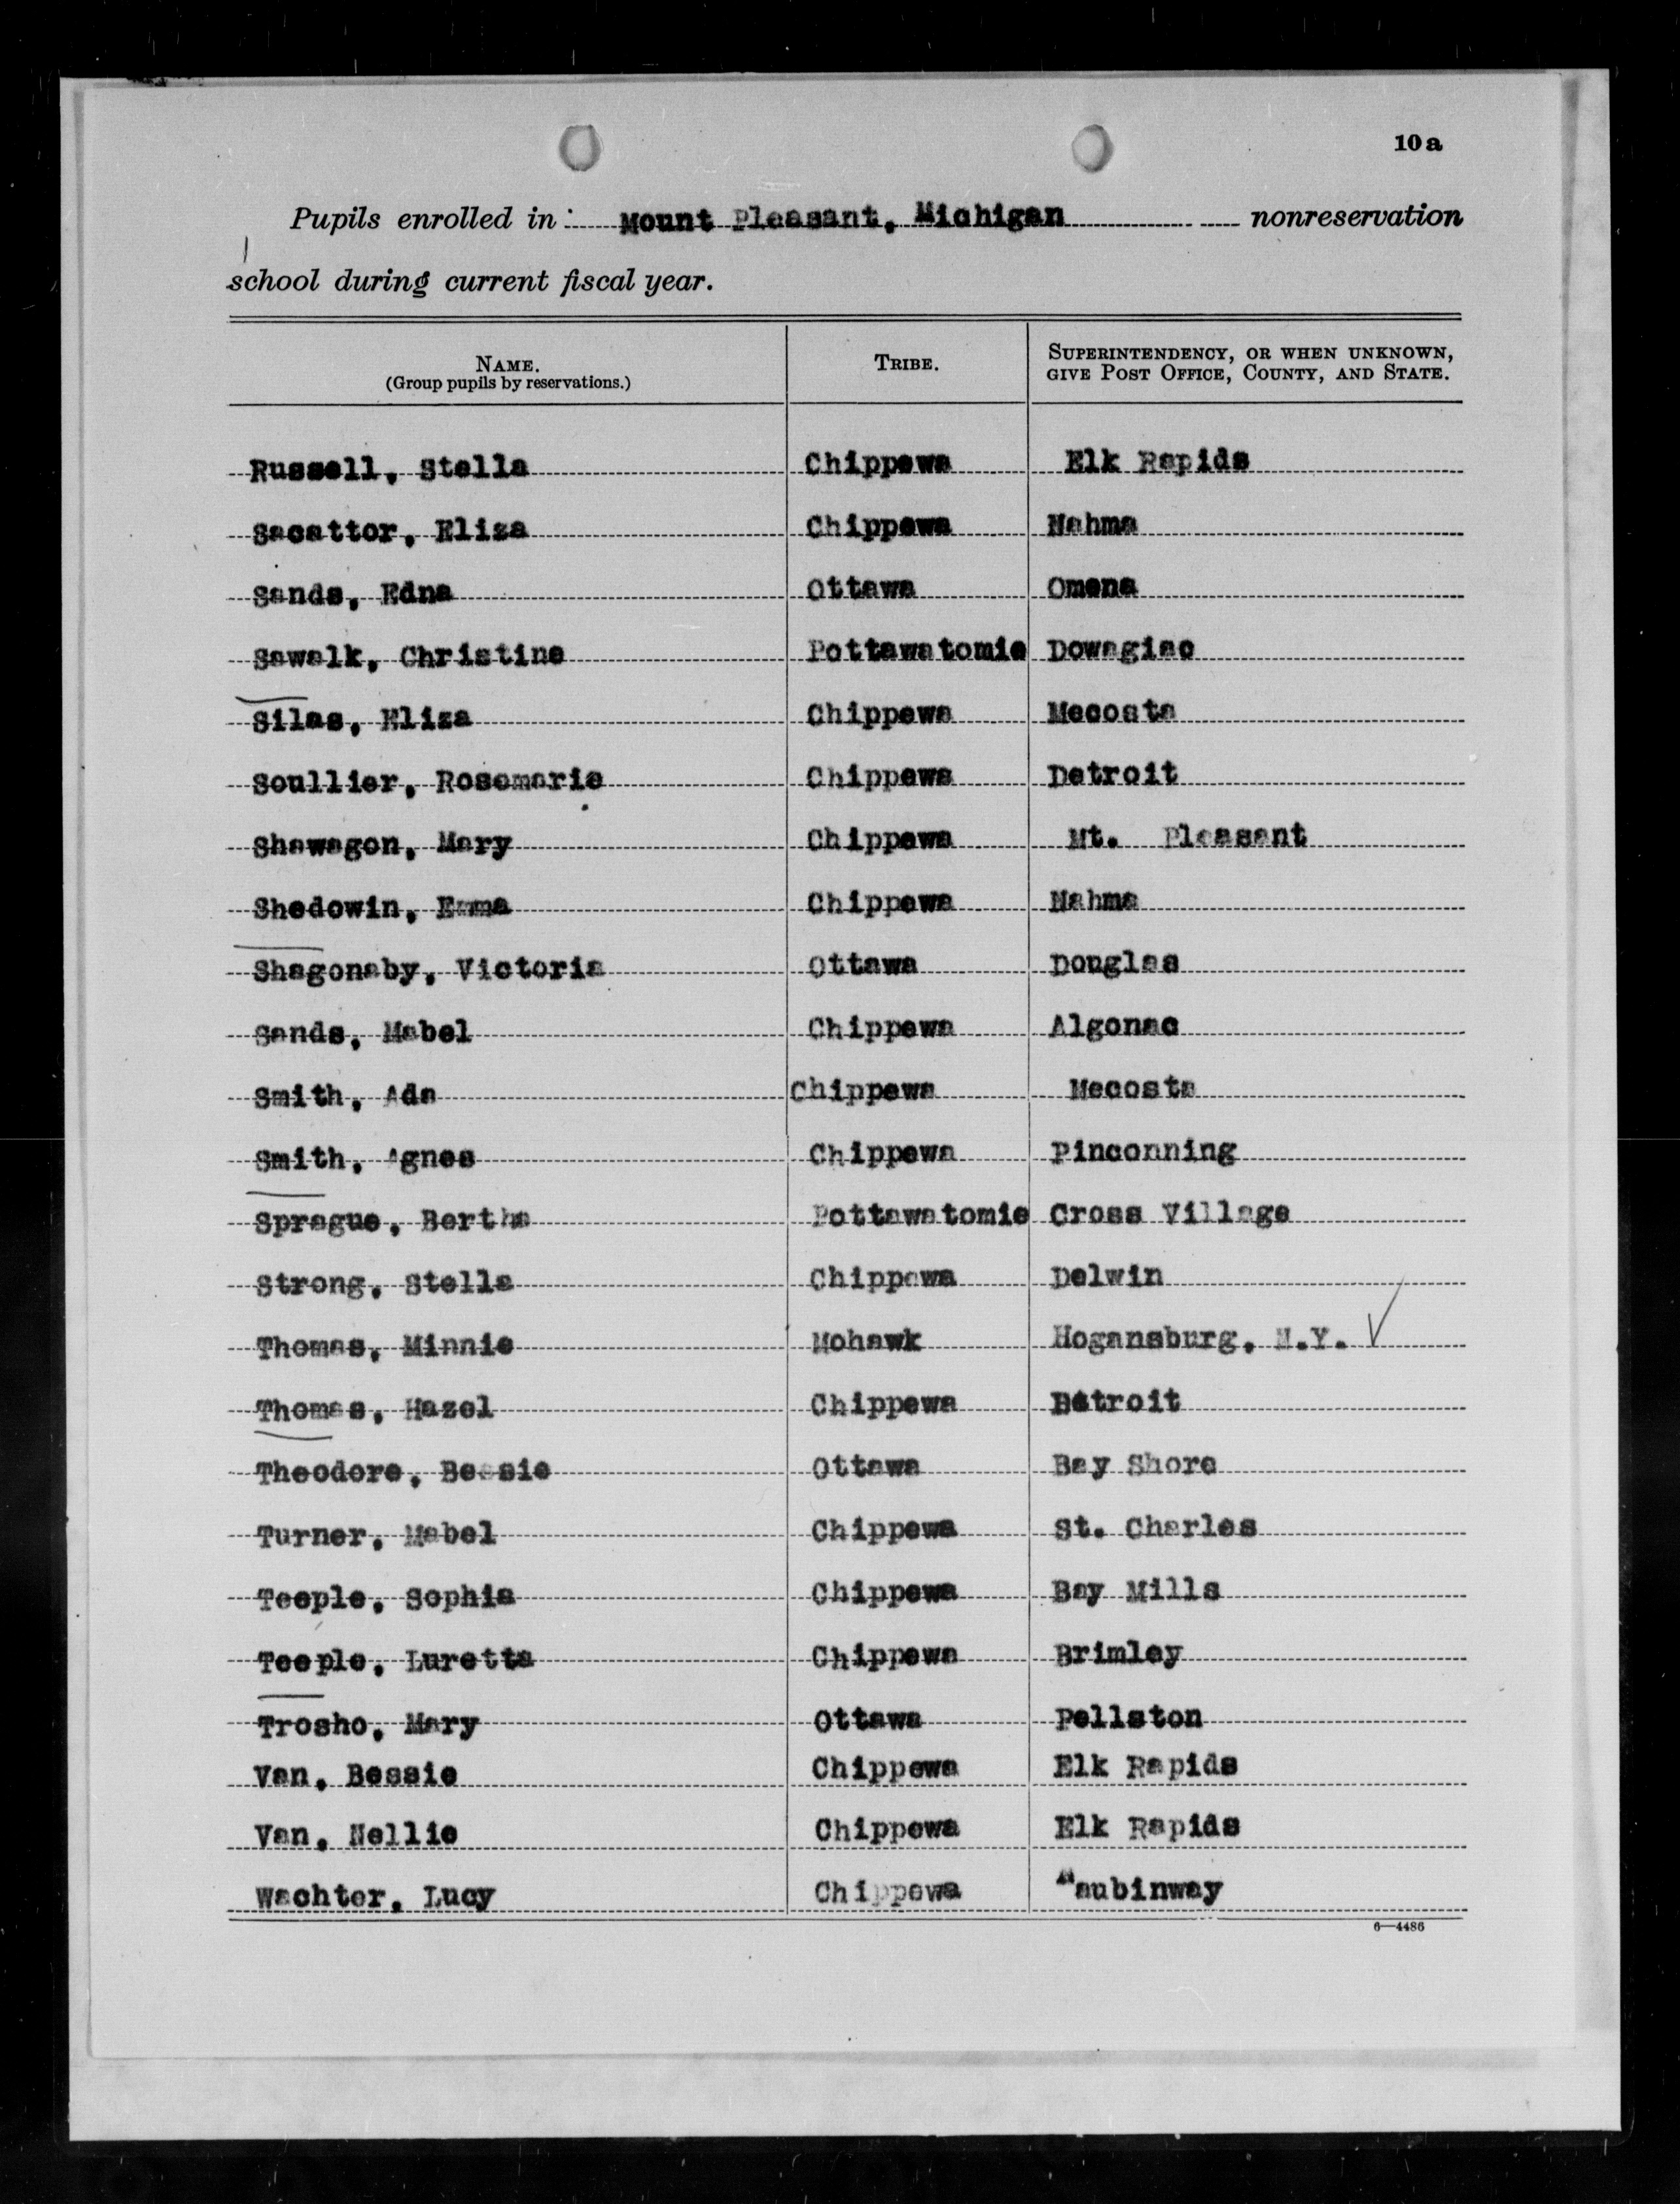 10a
Pupils enrolled in Mount Pleasant, Michigan nonreservation
school during current fiscal year.
NAME. TRIBE. SUPERINTENDENCY, OR WHEN UNKNOWN,
(Group pupils by reservations.) GIVE POST OFFICE, COUNTY, AND STATE.
Russell, Stella Chippewa Elk Rapids
Sacattor, Eliza Chippewa Nahma
Sands, Edna Ottawa Omena
Sawalk, Christine Pottawatomie Dowagiac
Silas, Eliza Chippewa Mecosta
Soullier, Rosemarie Chippewa Detroit
Shawagon, Mary Chippewa Mt. Pleasant
Shedowin, Emma Chippewa Nahma
Shagonaby, Victoria Ottawa Douglas
Sands, Mabel Chippewa Algonac
Smith, Ada Chippewa Mecosta
Smith, Agnes Chippewa Pinconning
Sprague, Bertha Pottawatomie Cross Village
Strong, Stella Chippewa Delwin
Thomas, Minnie Mohawk Hogansburg, N.Y. ✓
Thomas, Hazel Chippewa Detroit
Theodore, Bessie Ottawa Bay Shore
Turner, Mabel Chippewa St. Charles
Teeple, Sophia Chippewa Bay Mills
Teeple, Luretta Chippewa Brimley
Trosho, Mary Ottawa Pellston
Van, Bessie Chippewa Elk Rapids
Van, Nellie Chippewa Elk Rapids
Wachter, Lucy Chippewa Naubinway
6—4486